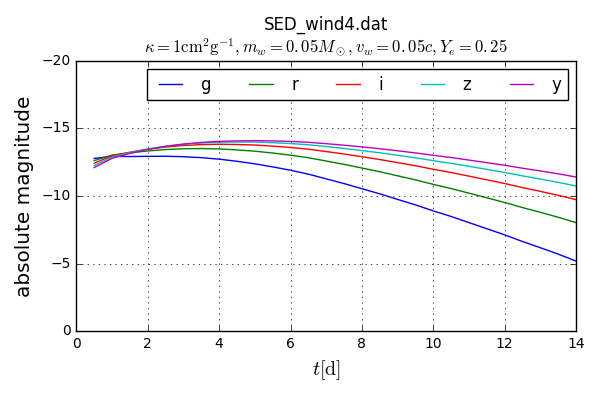 SED_wind4.dat
κ = 1cm²g⁻¹, m_w = 0.05M_⊙, v_w = 0.05c, Y_e = 0.25
g r i z y
−20
−15
−10
−5
0
absolute magnitude
0 2 4 6 8 10 12 14
t[d]